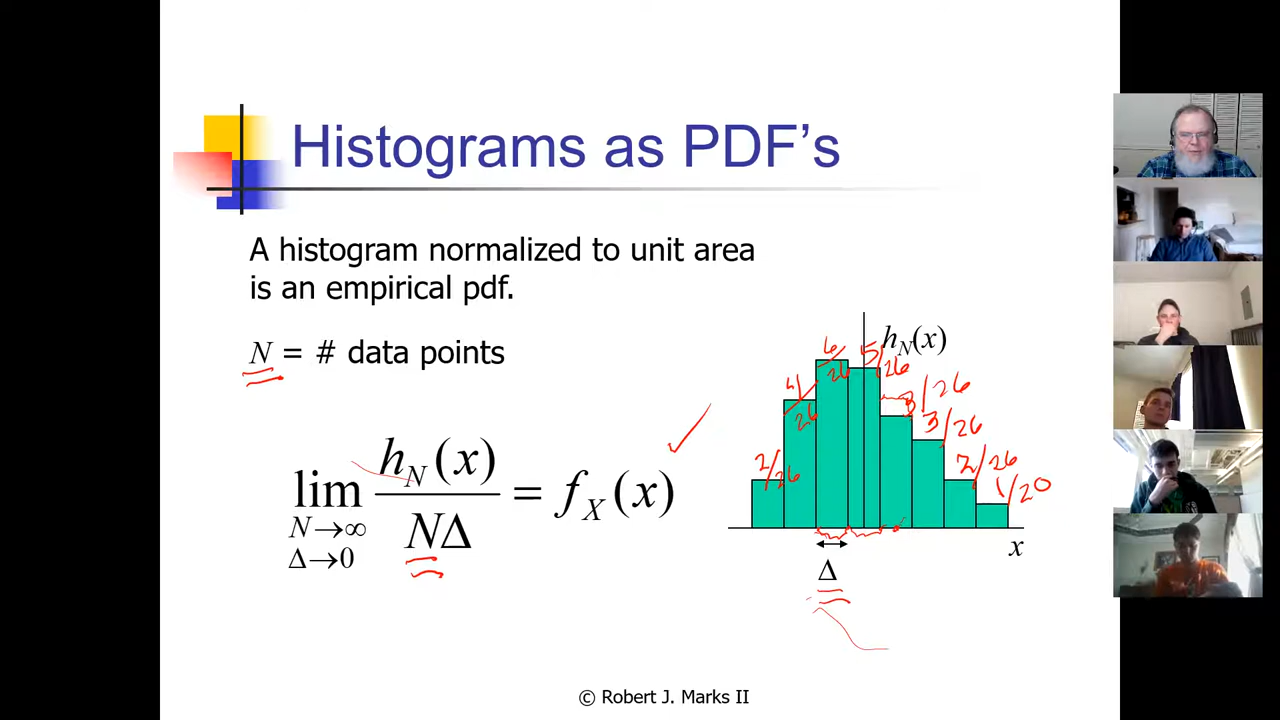 Histograms as PDF's
A histogram normalized to unit area
is an empirical pdf.
N = # data points
lim h_N(x) / NΔ = f_X(x)
N→∞
Δ→0
h_N(x)
2/26
4/26
6/26
5/26
3/26
3/26
2/26
1/20
x
Δ
© Robert J. Marks II